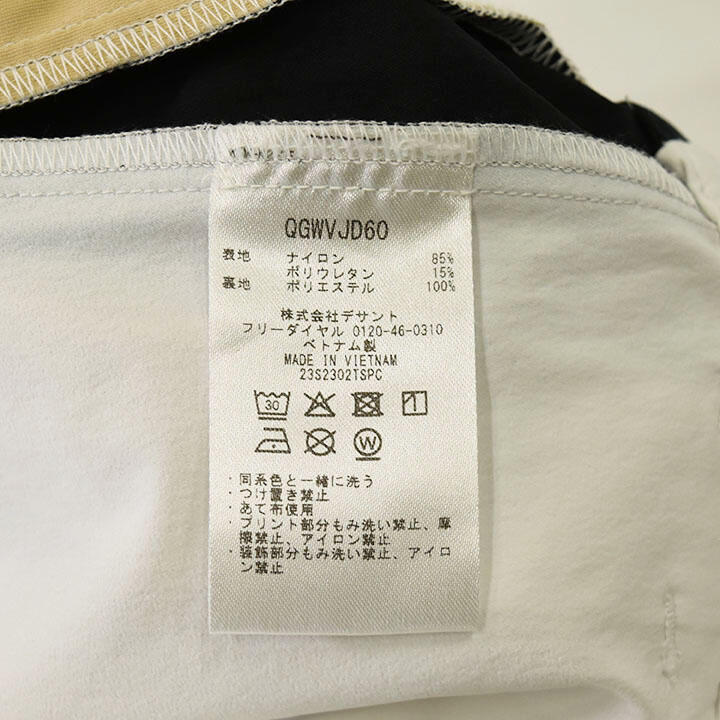 QGWVJD60
表地 ナイロン 85%
ポリウレタン 15%
裏地 ポリエステル 100%
株式会社デサント
フリーダイヤル 0120-46-0310
ベトナム製
MADE IN VIETNAM
23S2302TSPC
30
W
・同系色と一緒に洗う
・つけ置き禁止
・あて布使用
・プリント部分もみ洗い禁止、摩
擦禁止、アイロン禁止
・装飾部分もみ洗い禁止、アイロ
ン禁止